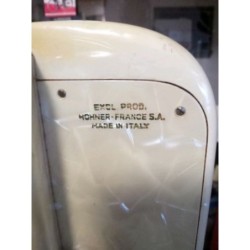 EXCL PROD.
HOHNER-FRANCE S.A.
MADE IN ITALY